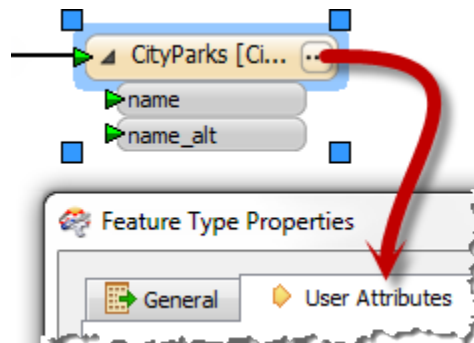 CityParks [Ci... ...
name
name_alt
Feature Type Properties
General User Attributes